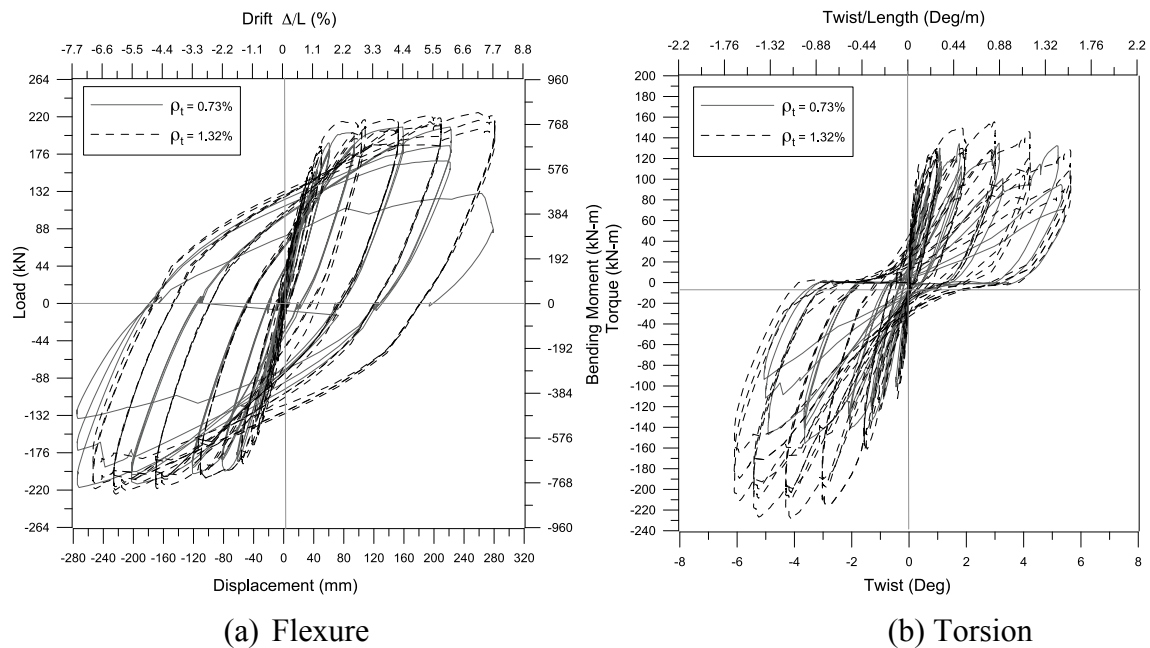 Drift Δ/L (%)
-7.7 -6.6 -5.5 -4.4 -3.3 -2.2 -1.1 0 1.1 2.2 3.3 4.4 5.5 6.6 7.7 8.8
264
220
176
132
88
44
0
-44
-88
-132
-176
-220
-264
Load (kN)
ρt = 0.73%
ρt = 1.32%
960
768
576
384
192
0
-192
-384
-576
-768
-960
Bending Moment (kN-m)
-280 -240 -200 -160 -120 -80 -40 0 40 80 120 160 200 240 280 320
Displacement (mm)
(a) Flexure
Twist/Length (Deg/m)
-2.2 -1.76 -1.32 -0.88 -0.44 0 0.44 0.88 1.32 1.76 2.2
200
180
160
140
120
100
80
60
40
20
0
-20
-40
-60
-80
-100
-120
-140
-160
-180
-200
-220
-240
Torque (kN-m)
ρt = 0.73%
ρt = 1.32%
-8 -6 -4 -2 0 2 4 6 8
Twist (Deg)
(b) Torsion